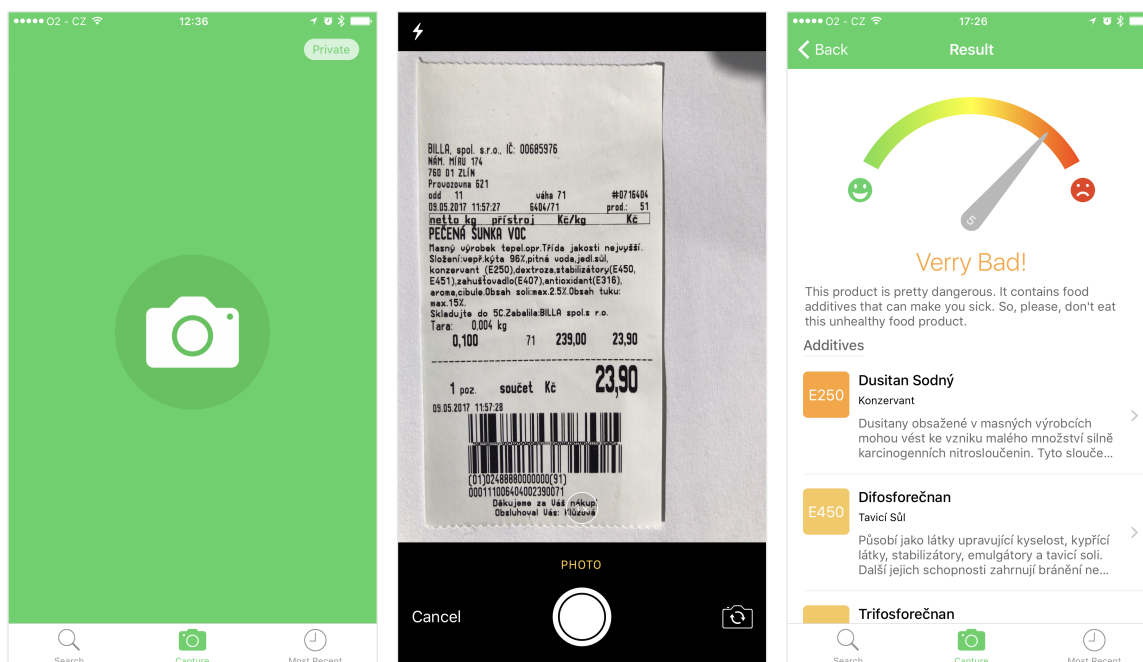 O2 - CZ
12:36
Private
Search
Capture
Most Recent
BILLA, spol. s.r.o., IČ: 00685976
NÁM. MÍRU 174
760 01 ZLÍN
Provozovna 621
odd 11 váha 71 #0716404
09.05.2017 11:57:27 6404/71 prod.: 51
netto kg přístroj Kč/kg Kč
PEČENÁ ŠUNKA VOC
Masný výrobek tepel.opr.Třída jakosti nejvyšší.
Složení:vepř.kýta 96%,pitná voda,jedl.sůl,
konzervant (E250),dextroza,stabilizátory(E450,
E451),zahušťovadlo(E407),antioxidant(E316),
aroma,cibule.Obsah soli:max.2.5%.Obsah tuku:
max.15%.
Skladujte do 5C.Zabalila:BILLA spol.s r.o.
Tara: 0,004 kg
0,100 71 239,00 23,90
1 poz. součet Kč 23,90
09.05.2017 11:57:28
(01)02488880000000(91)
000111006404002390071
Děkujeme za Váš nákup!
Obsluhoval Vás:
PHOTO
Cancel
O2 - CZ
17:26
Back
Result
5
Verry Bad!
This product is pretty dangerous. It contains food
additives that can make you sick. So, please, don't eat
this unhealthy food product.
Additives
E250
Dusitan Sodný
Konzervant
Dusitany obsažené v masných výrobcích
mohou vést ke vzniku malého množství silně
karcinogenních nitrosloučenin. Tyto slouče...
E450
Difosforečnan
Tavicí Sůl
Působí jako látky upravující kyselost, kypřící
látky, stabilizátory, emulgátory a tavicí soli.
Další jejich schopnosti zahrnují bránění ne...
Trifosforečnan
Search
Capture
Most Recent